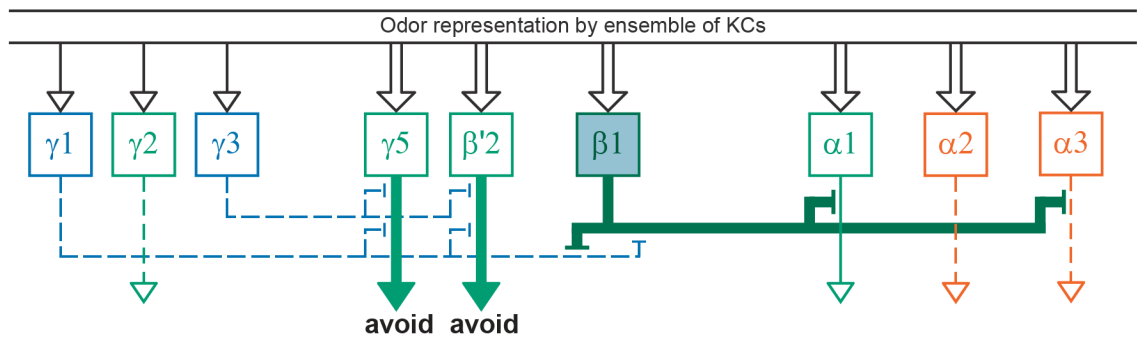 Odor representation by ensemble of KCs
γ1 γ2 γ3 γ5 β'2 β1 α1 α2 α3
avoid avoid